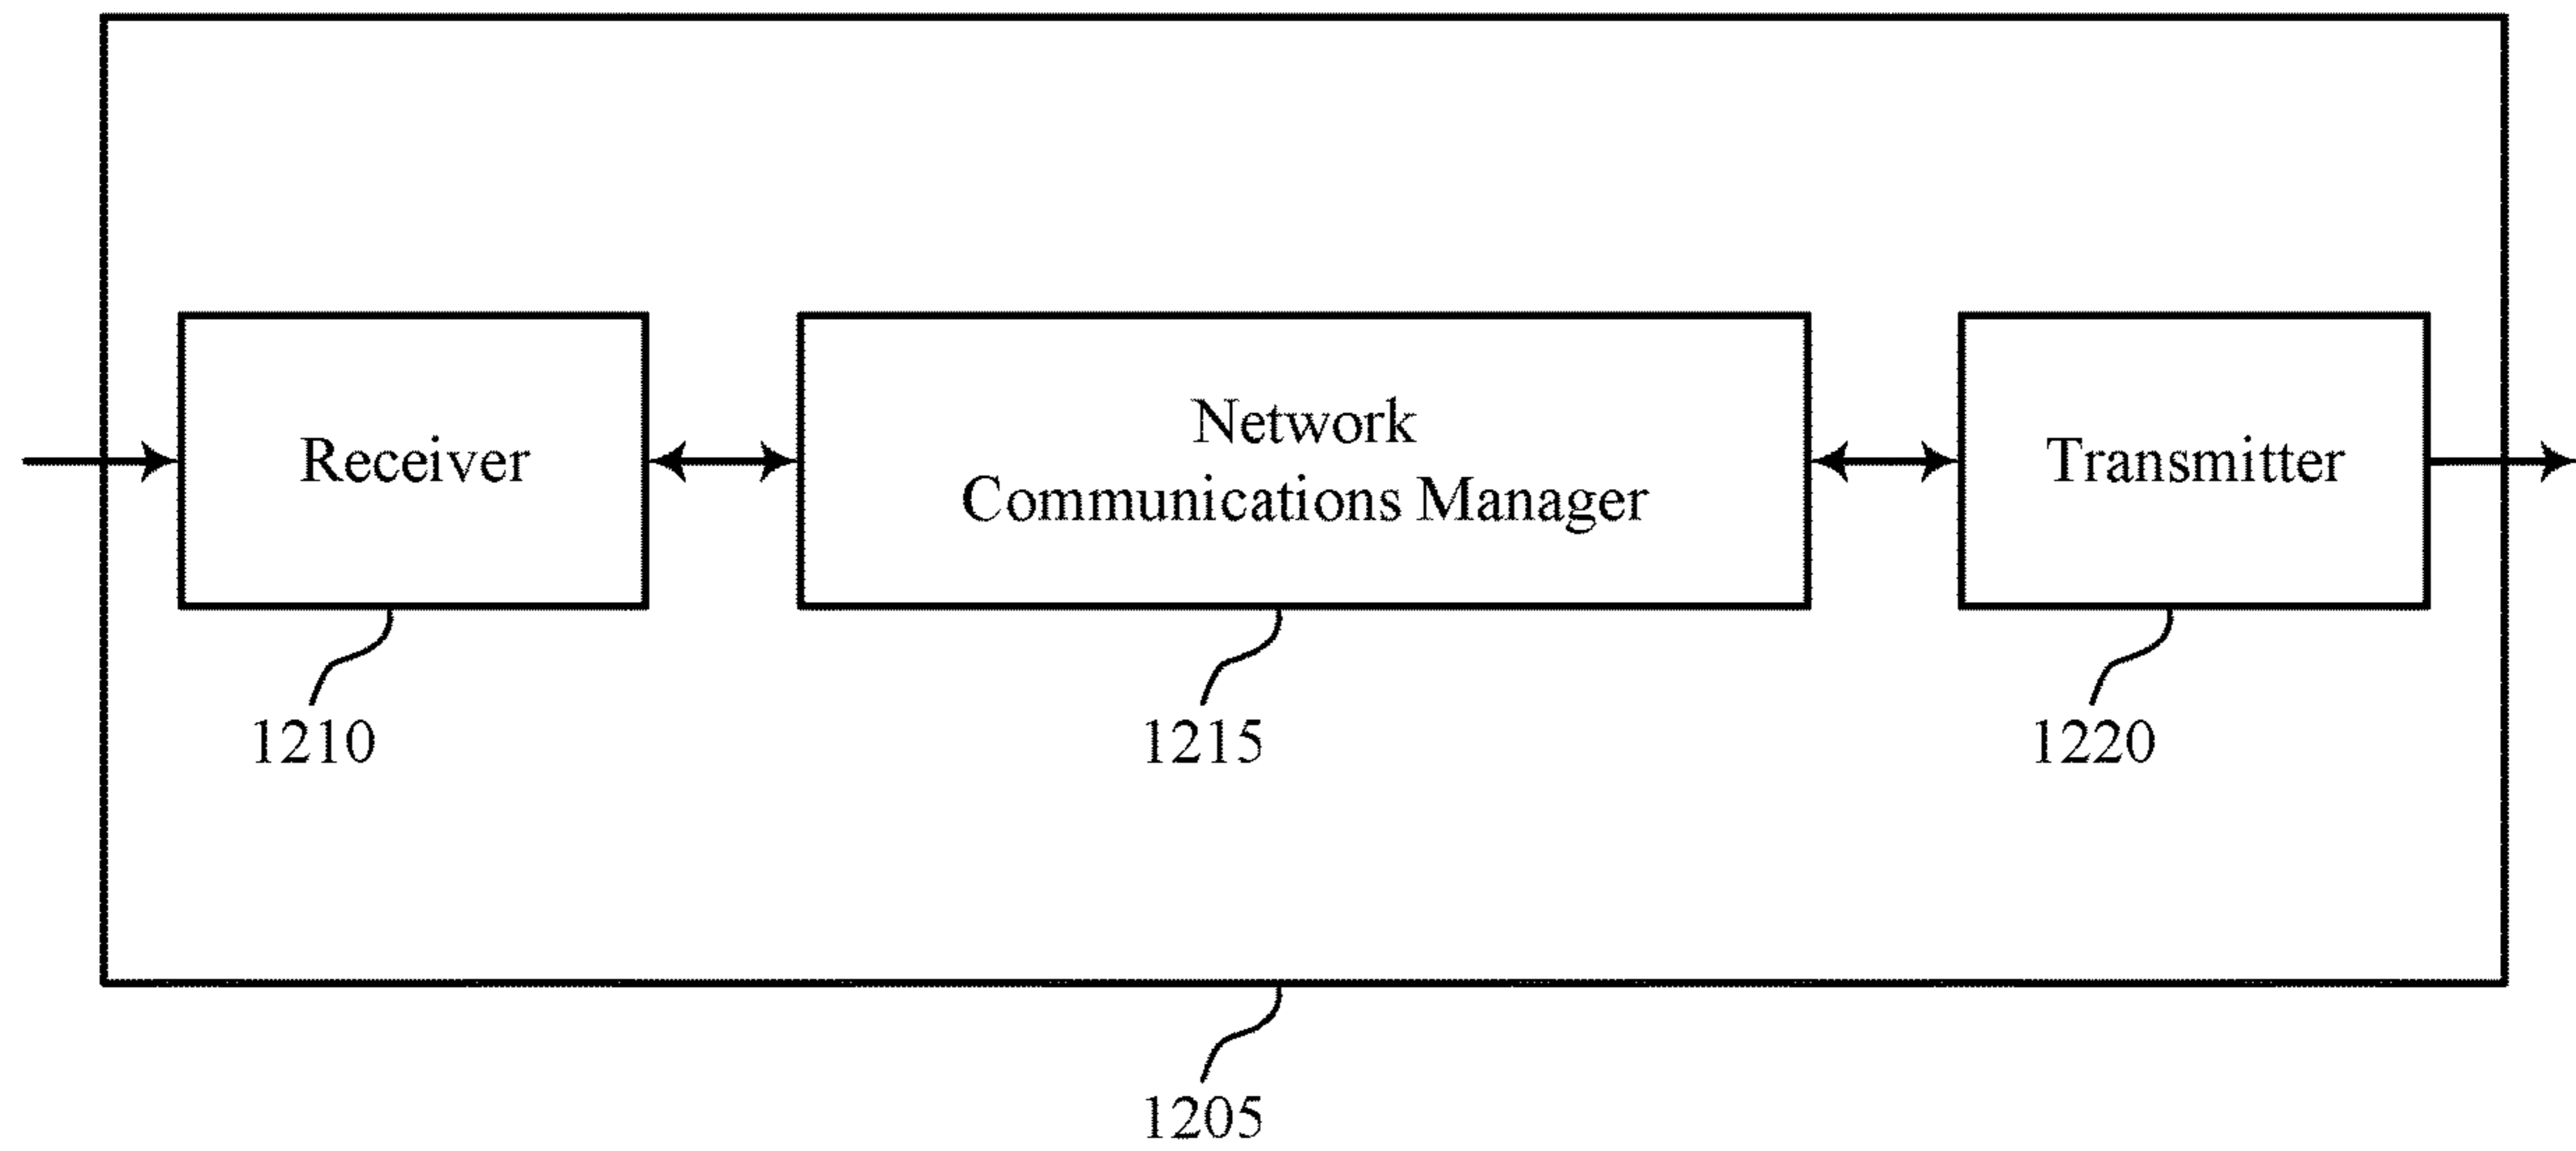 Receiver
Network
Communications Manager
Transmitter
1210
1215
1220
1205